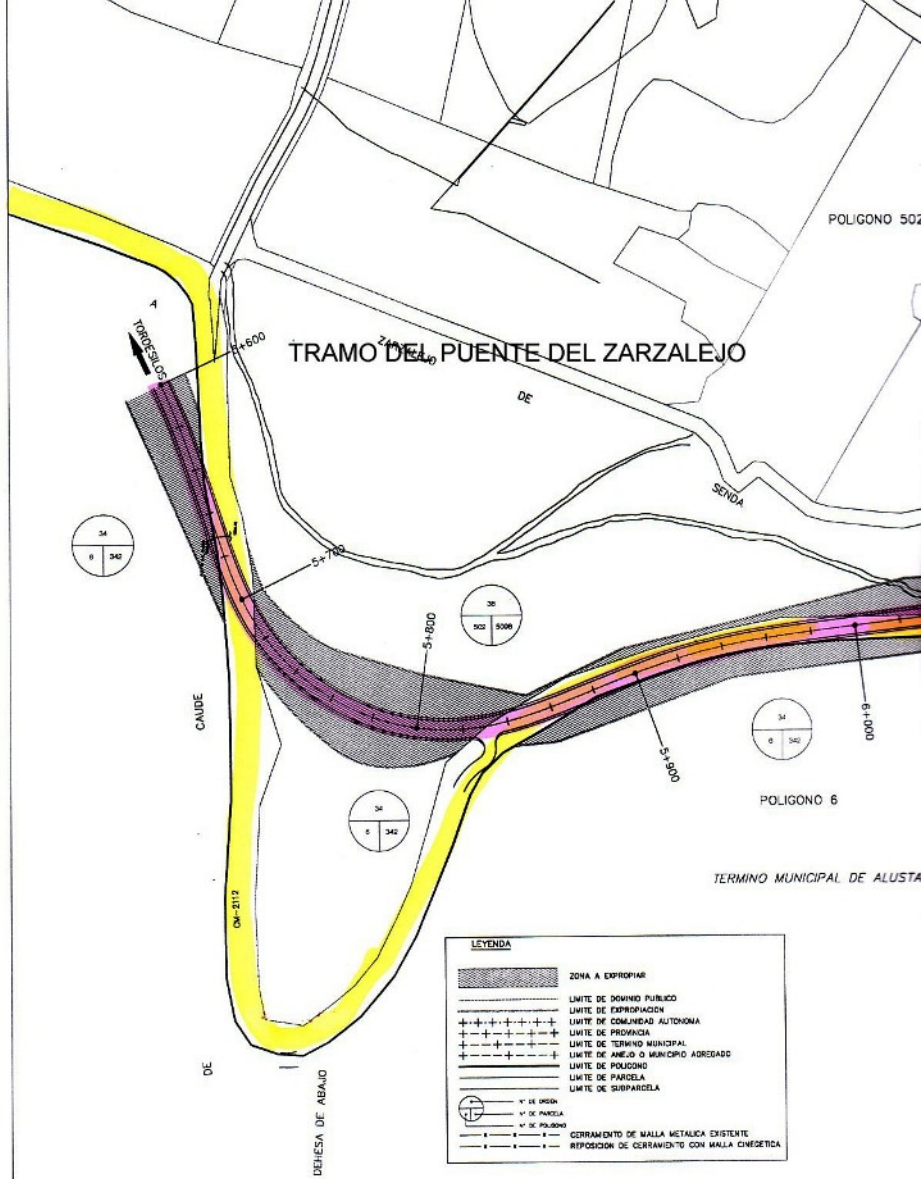 POLIGONO 502
A
TORDESILOS
5+600
TRAMO DEL PUENTE DEL ZARZALEJO
ZARZALEJO
DE
SENDA
34
6 342
5+700
38
502 5098
5+800
CAUDE
34
6 342
6+000
5+900
34
6 342
POLIGONO 6
TERMINO MUNICIPAL DE ALUSTA
CM-2112
DE
DEHESA DE ABAJO
LEYENDA
ZONA A EXPROPIAR
LIMITE DE DOMINIO PUBLICO
LIMITE DE EXPROPIACION
LIMITE DE COMUNIDAD AUTONOMA
LIMITE DE PROVINCIA
LIMITE DE TERMINO MUNICIPAL
LIMITE DE ANEJO O MUNICIPIO AGREGADO
LIMITE DE POLIGONO
LIMITE DE PARCELA
LIMITE DE SUBPARCELA
Nº DE ORDEN
Nº DE PARCELA
Nº DE POLIGONO
CERRAMIENTO DE MALLA METALICA EXISTENTE
REPOSICION DE CERRAMIENTO CON MALLA CINEGETICA